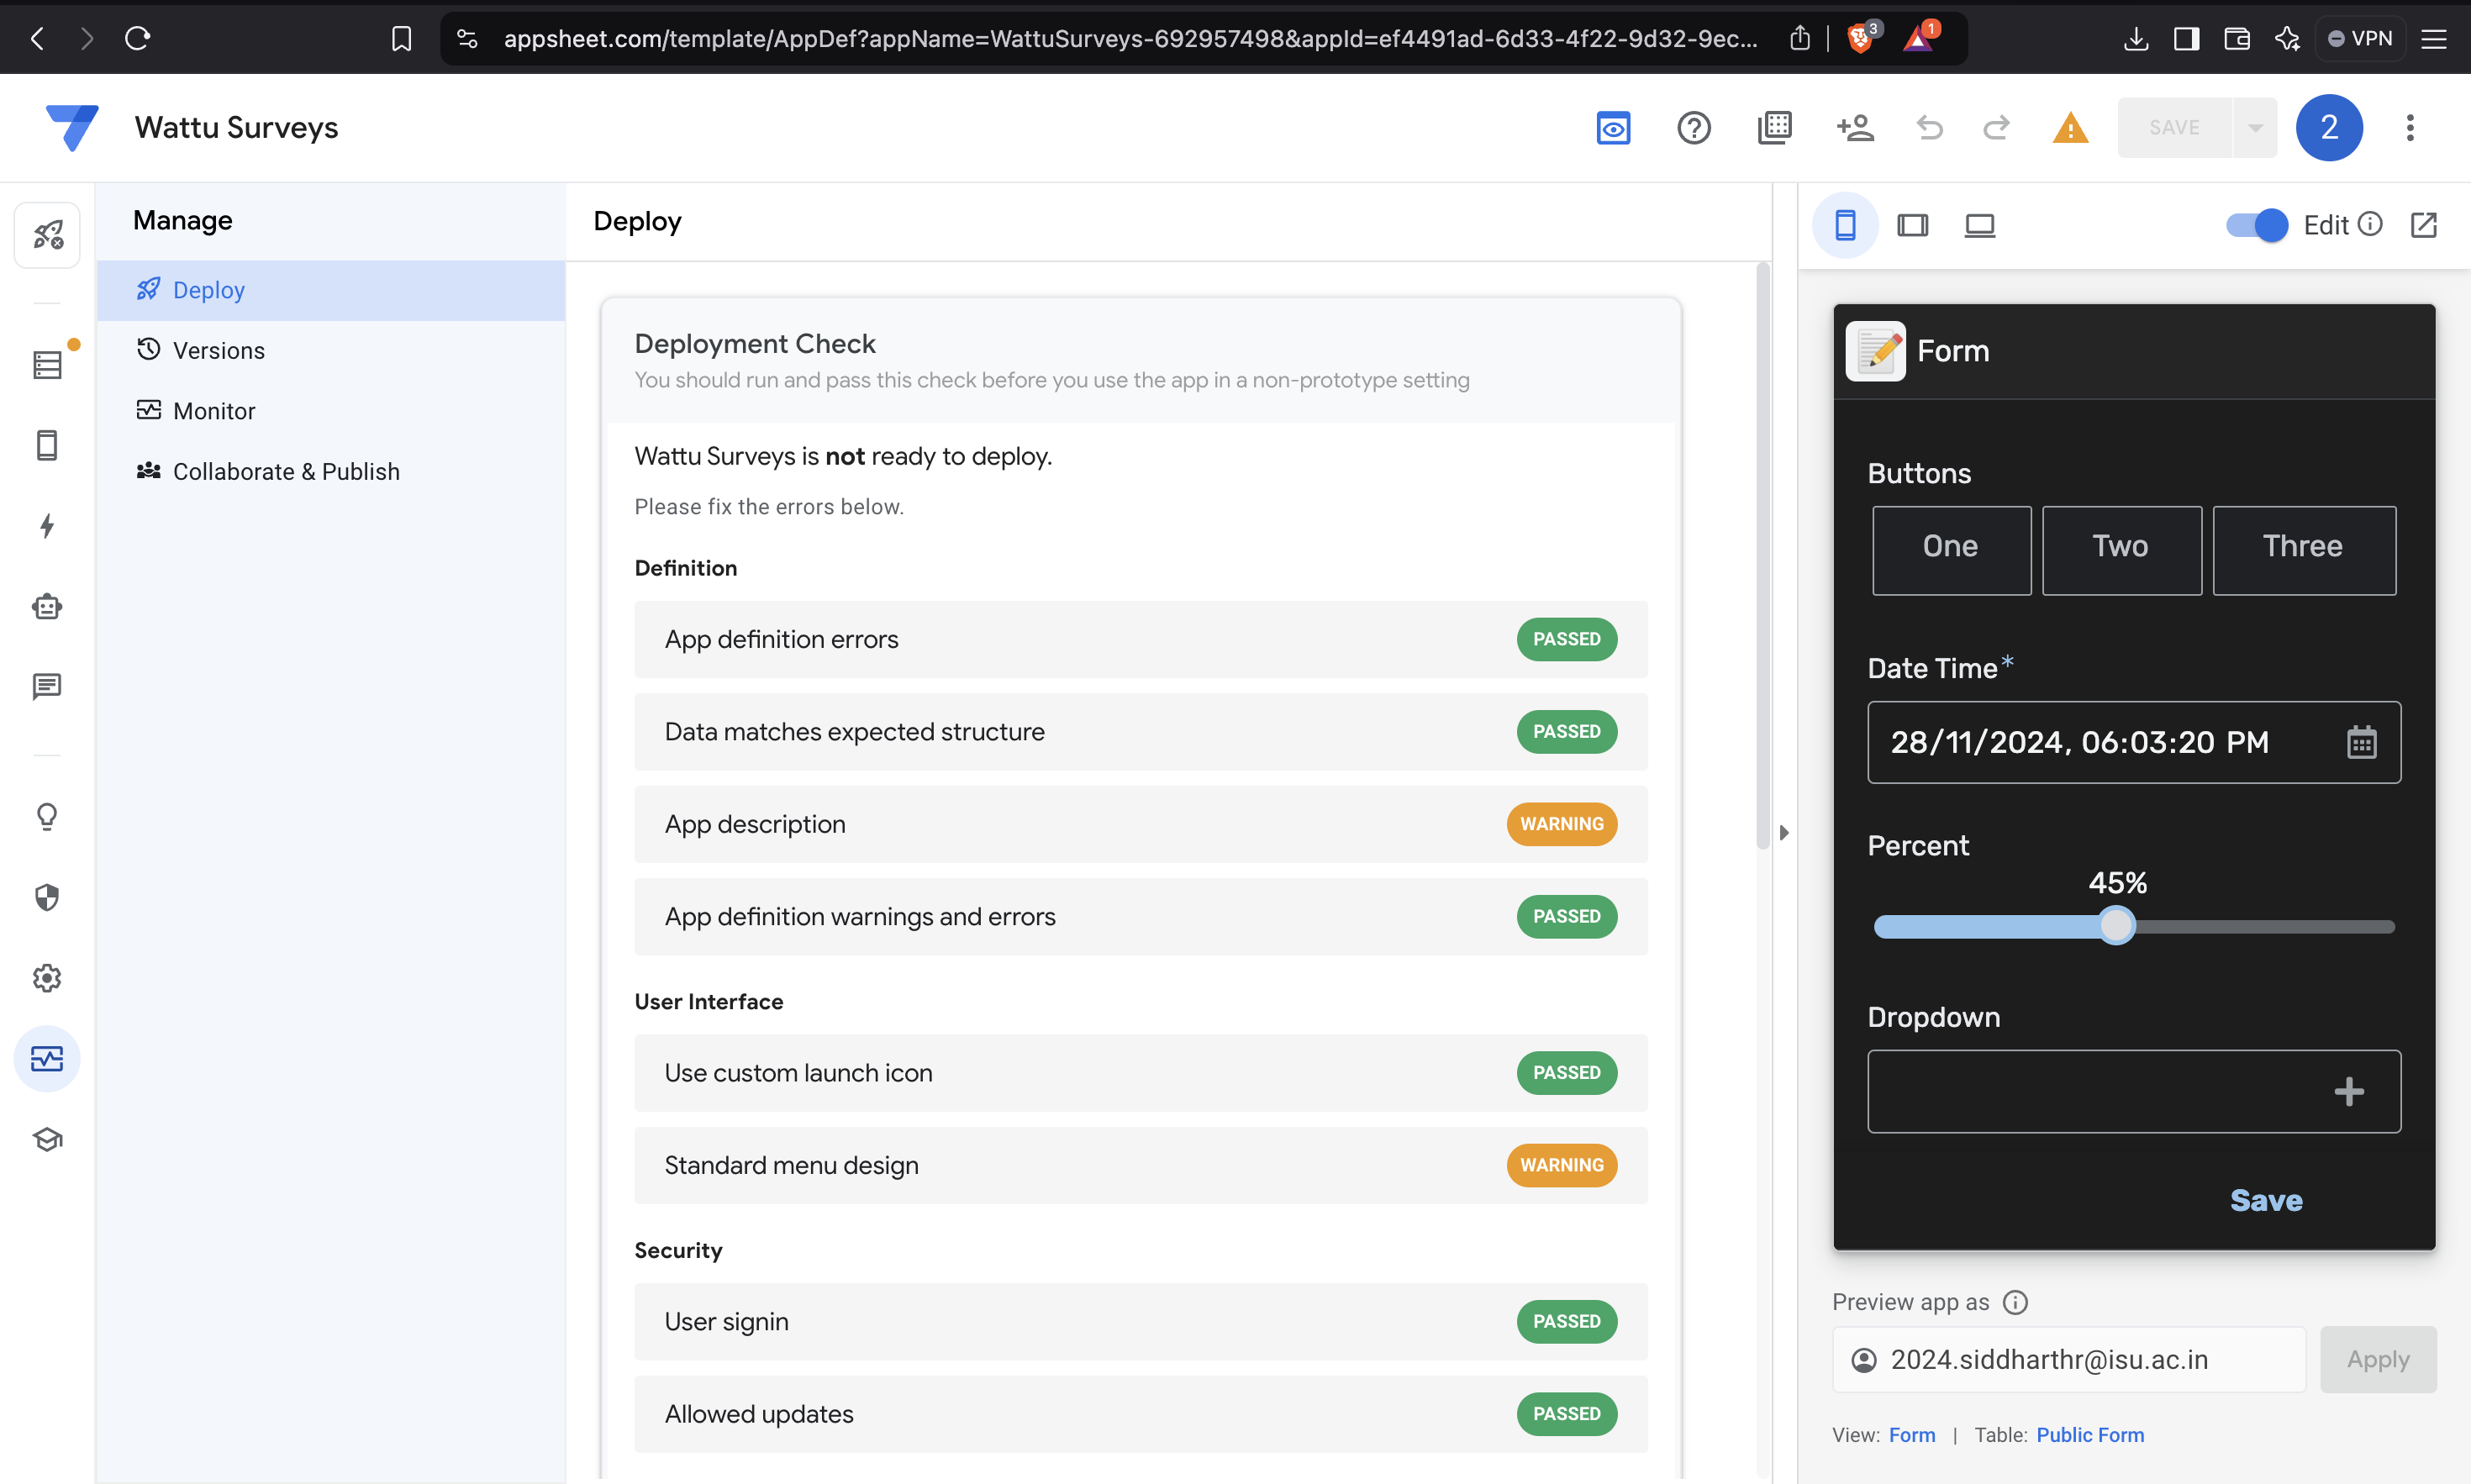 appsheet.com/template/AppDef?appName=WattuSurveys-692957498&appId=ef4491ad-6d33-4f22-9d32-9ec...
3
1
VPN
Wattu Surveys
SAVE
2
Manage
Deploy
Versions
Monitor
Collaborate & Publish
Deploy
Deployment Check
You should run and pass this check before you use the app in a non-prototype setting
Wattu Surveys is not ready to deploy.
Please fix the errors below.
Definition
App definition errors PASSED
Data matches expected structure PASSED
App description WARNING
App definition warnings and errors PASSED
User Interface
Use custom launch icon PASSED
Standard menu design WARNING
Security
User signin PASSED
Allowed updates PASSED
Edit
Form
Buttons
One Two Three
Date Time*
28/11/2024, 06:03:20 PM
Percent
45%
Dropdown
Save
Preview app as
2024.siddharthr@isu.ac.in
Apply
View: Form | Table: Public Form